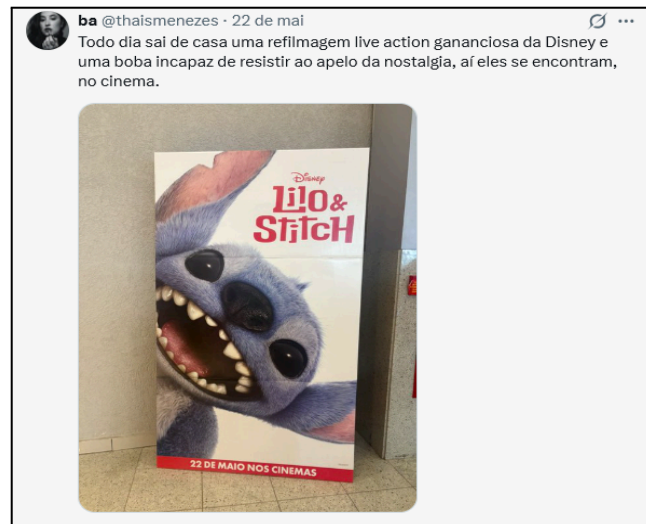 ba @thaismenezes · 22 de mai
Todo dia sai de casa uma refilmagem live action gananciosa da Disney e
uma boba incapaz de resistir ao apelo da nostalgia, aí eles se encontram,
no cinema.
Disney
Lilo &
Stitch
22 DE MAIO NOS CINEMAS